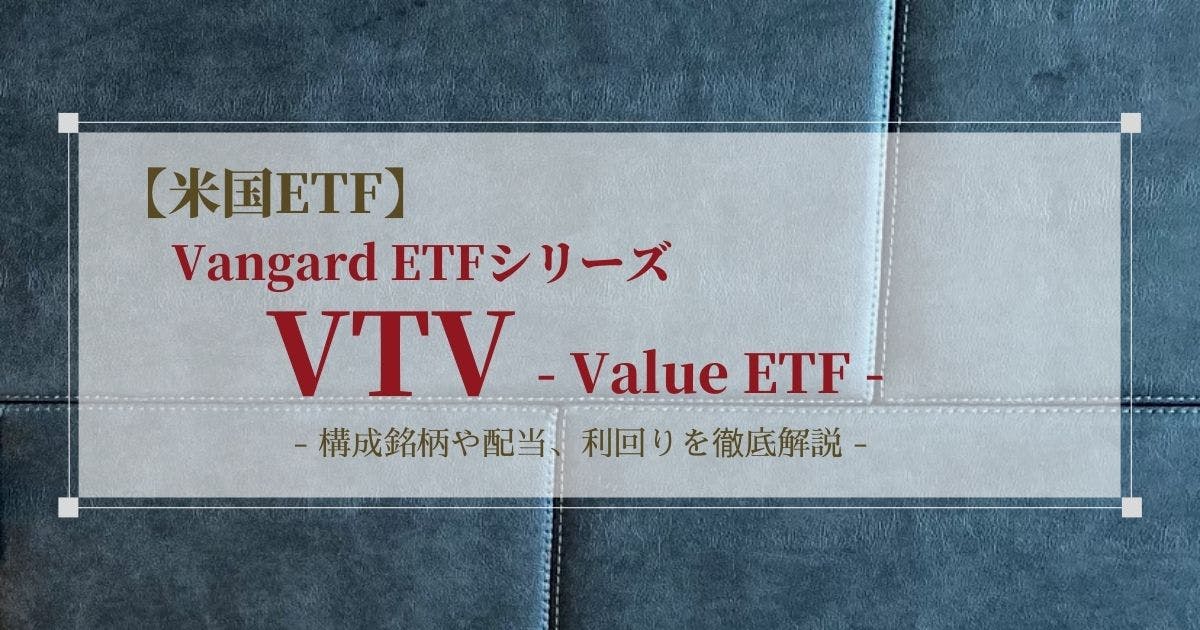 【米国ETF】
Vangard ETFシリーズ
VTV - Value ETF -
- 構成銘柄や配当、利回りを徹底解説 -